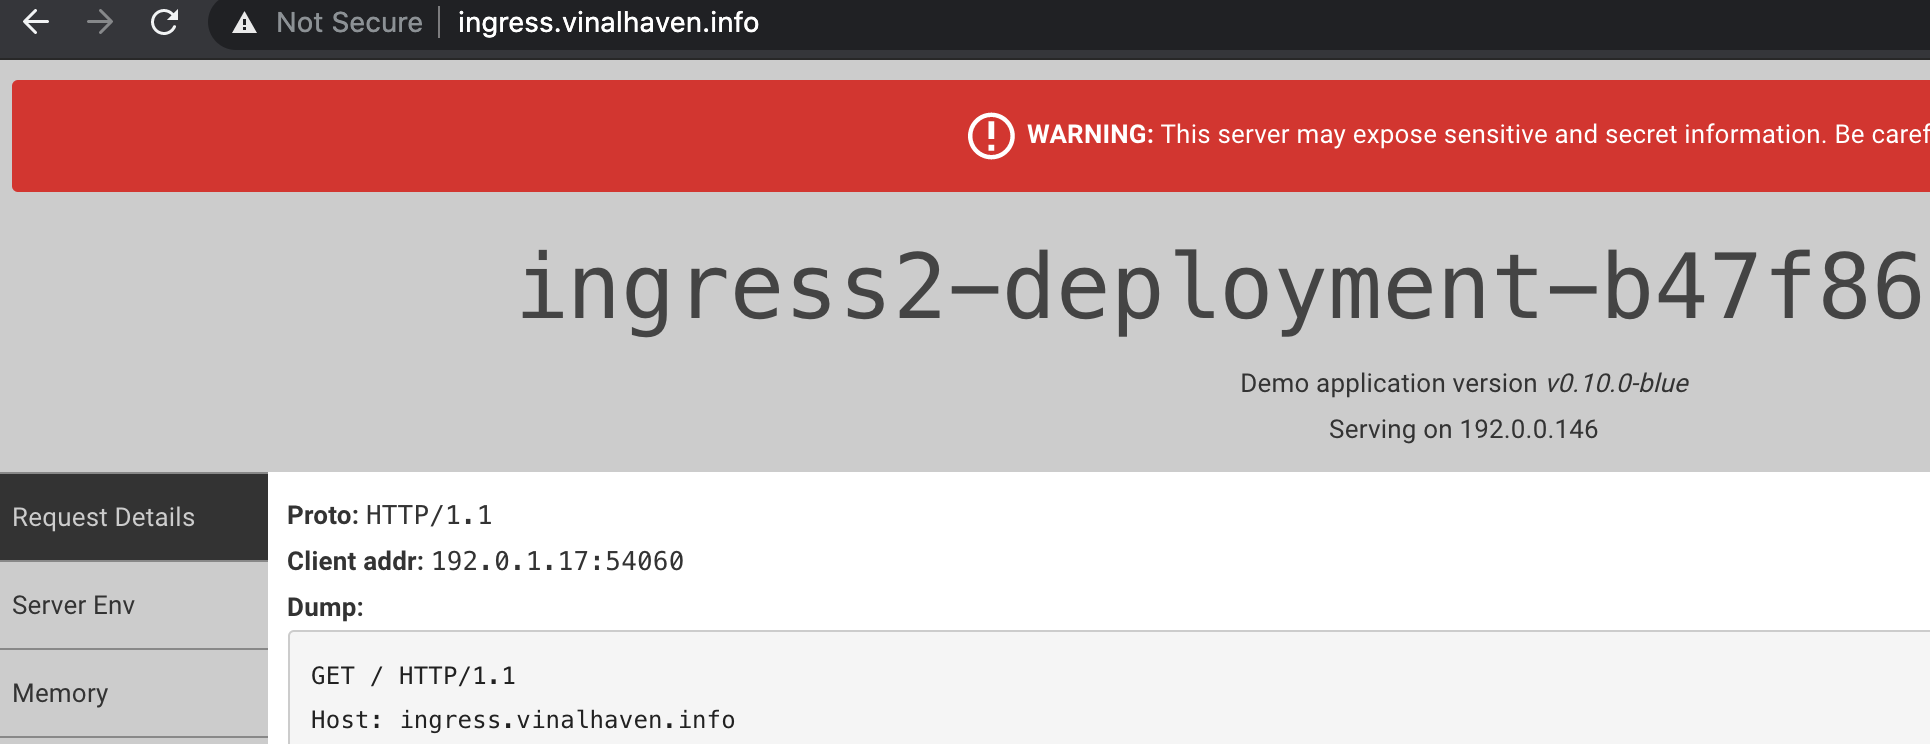 Not Secure ingress.vinalhaven.info
WARNING: This server may expose sensitive and secret information. Be caref
ingress2-deployment-b47f86
Demo application version v0.10.0-blue
Serving on 192.0.0.146
Request Details
Server Env
Memory
Proto: HTTP/1.1
Client addr: 192.0.1.17:54060
Dump:
GET / HTTP/1.1
Host: ingress.vinalhaven.info